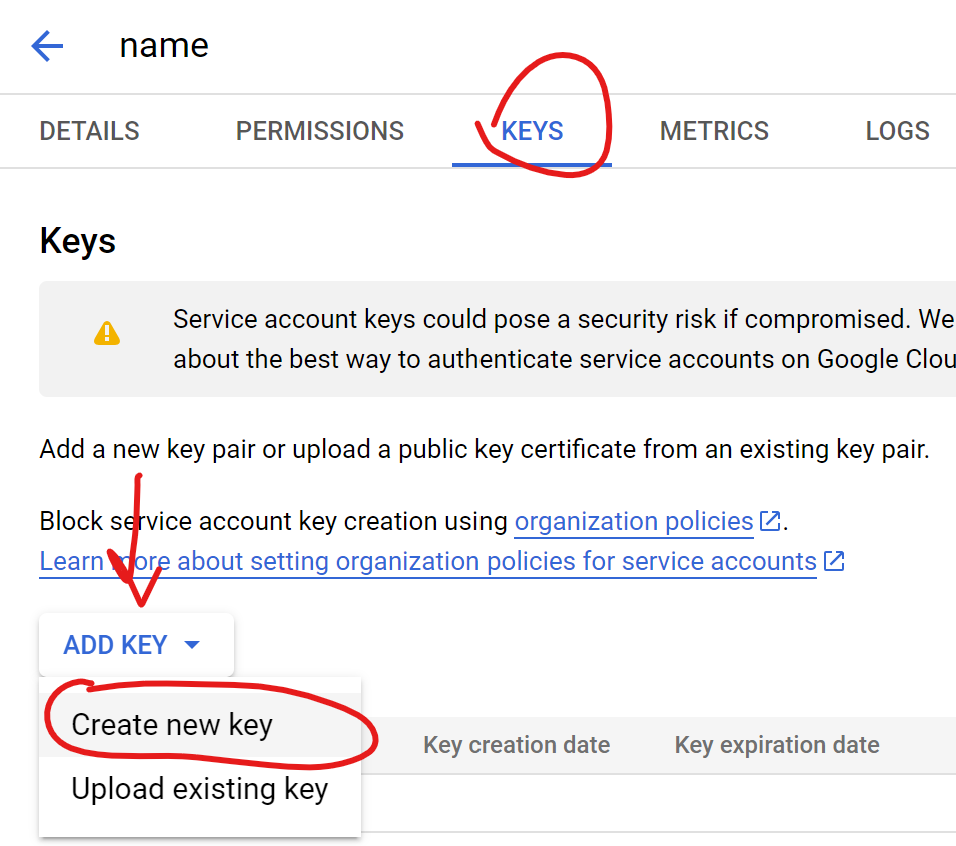 name
DETAILS PERMISSIONS KEYS METRICS LOGS
Keys
Service account keys could pose a security risk if compromised. We
about the best way to authenticate service accounts on Google Clou
Add a new key pair or upload a public key certificate from an existing key pair.
Block service account key creation using organization policies.
Learn more about setting organization policies for service accounts
ADD KEY
Create new key
Key creation date Key expiration date
Upload existing key